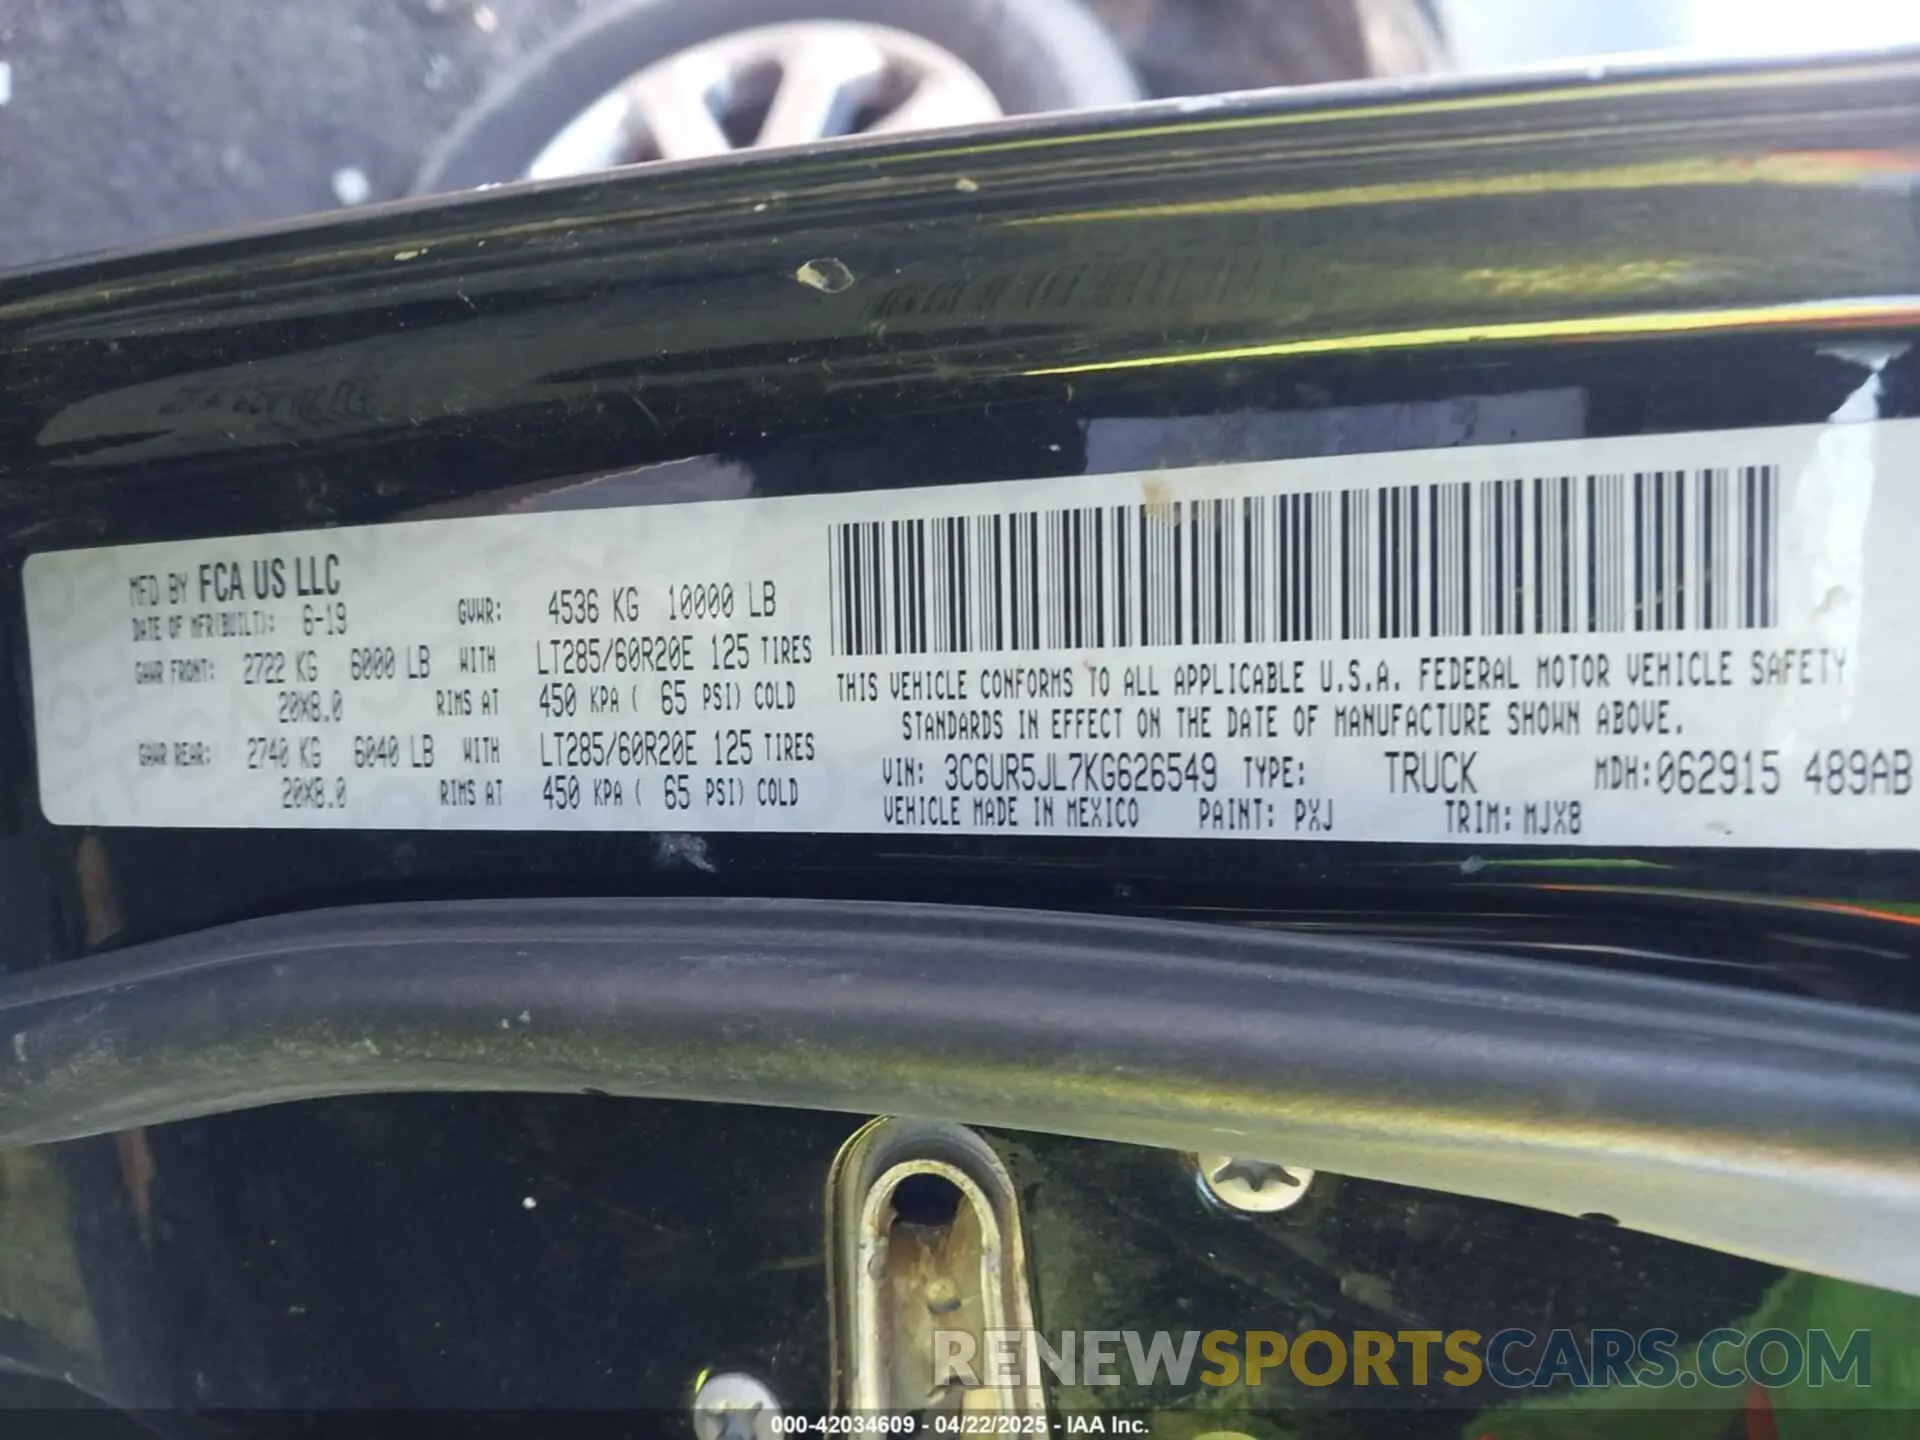 MFD BY FCA US LLC
DATE OF MFR(BUILT): 6-19 GVWR: 4536 KG 10000 LB
GAWR FRONT: 2722 KG 6000 LB WITH LT285/60R20E 125 TIRES
20X8.0 RIMS AT 450 KPA ( 65 PSI) COLD
GAWR REAR: 2740 KG 6040 LB WITH LT285/60R20E 125 TIRES
20X8.0 RIMS AT 450 KPA ( 65 PSI) COLD
THIS VEHICLE CONFORMS TO ALL APPLICABLE U.S.A. FEDERAL MOTOR VEHICLE SAFETY
STANDARDS IN EFFECT ON THE DATE OF MANUFACTURE SHOWN ABOVE.
VIN: 3C6UR5JL7KG626549 TYPE: TRUCK MDH:062915 489AB
VEHICLE MADE IN MEXICO PAINT: PXJ TRIM: MJX8
RENEWSPORTSCARS.COM
000-42034609 - 04/22/2025 - IAA Inc.